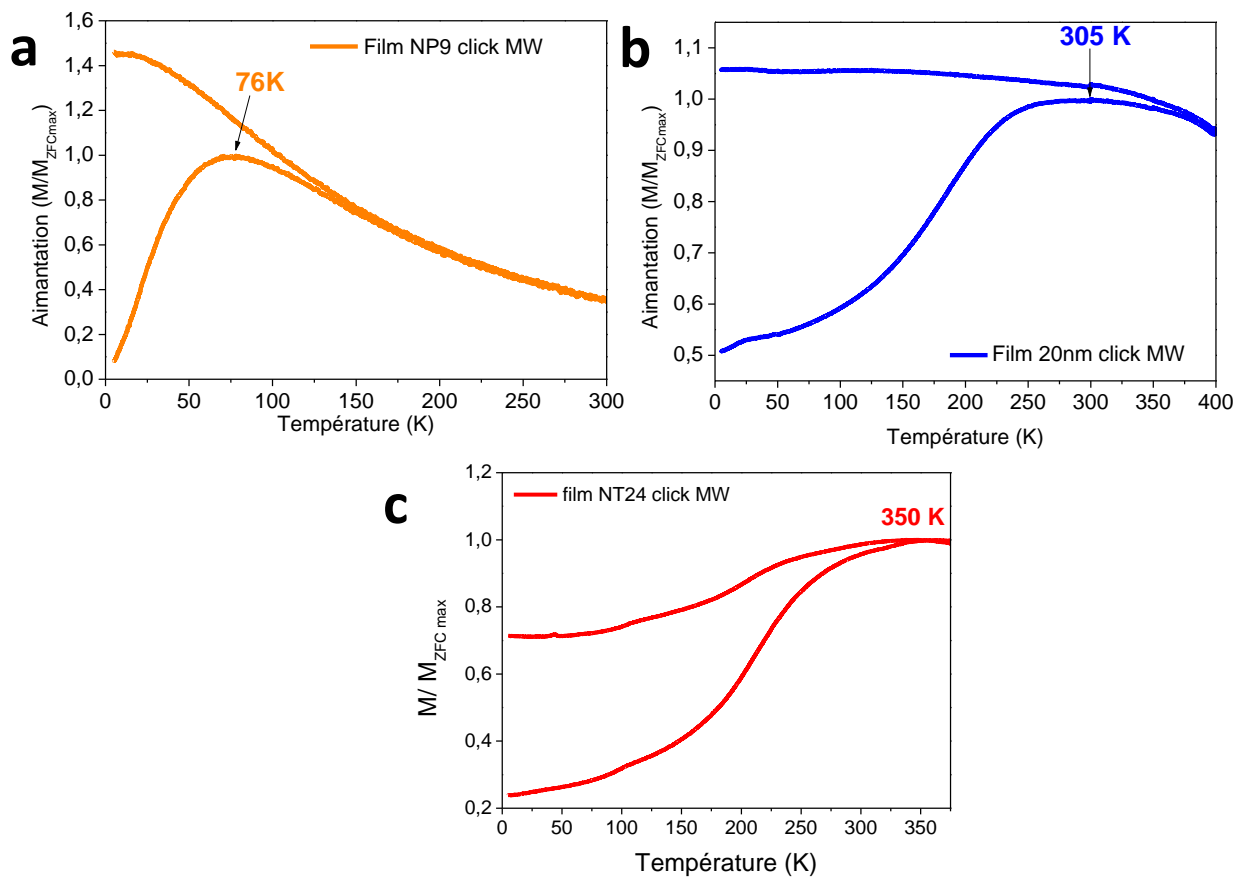 a
Film NP9 click MW
76K
Aimantation (M/M_ZFCmax)
1,6
1,4
1,2
1,0
0,8
0,6
0,4
0,2
0,0
0 50 100 150 200 250 300
Température (K)
b
305 K
Film 20nm click MW
Aimantation (M/M_ZFCmax)
1,1
1,0
0,9
0,8
0,7
0,6
0,5
0 50 100 150 200 250 300 350 400
Température (K)
c
film NT24 click MW
350 K
M/ M_ZFC max
1,2
1,0
0,8
0,6
0,4
0,2
0 50 100 150 200 250 300 350
Température (K)